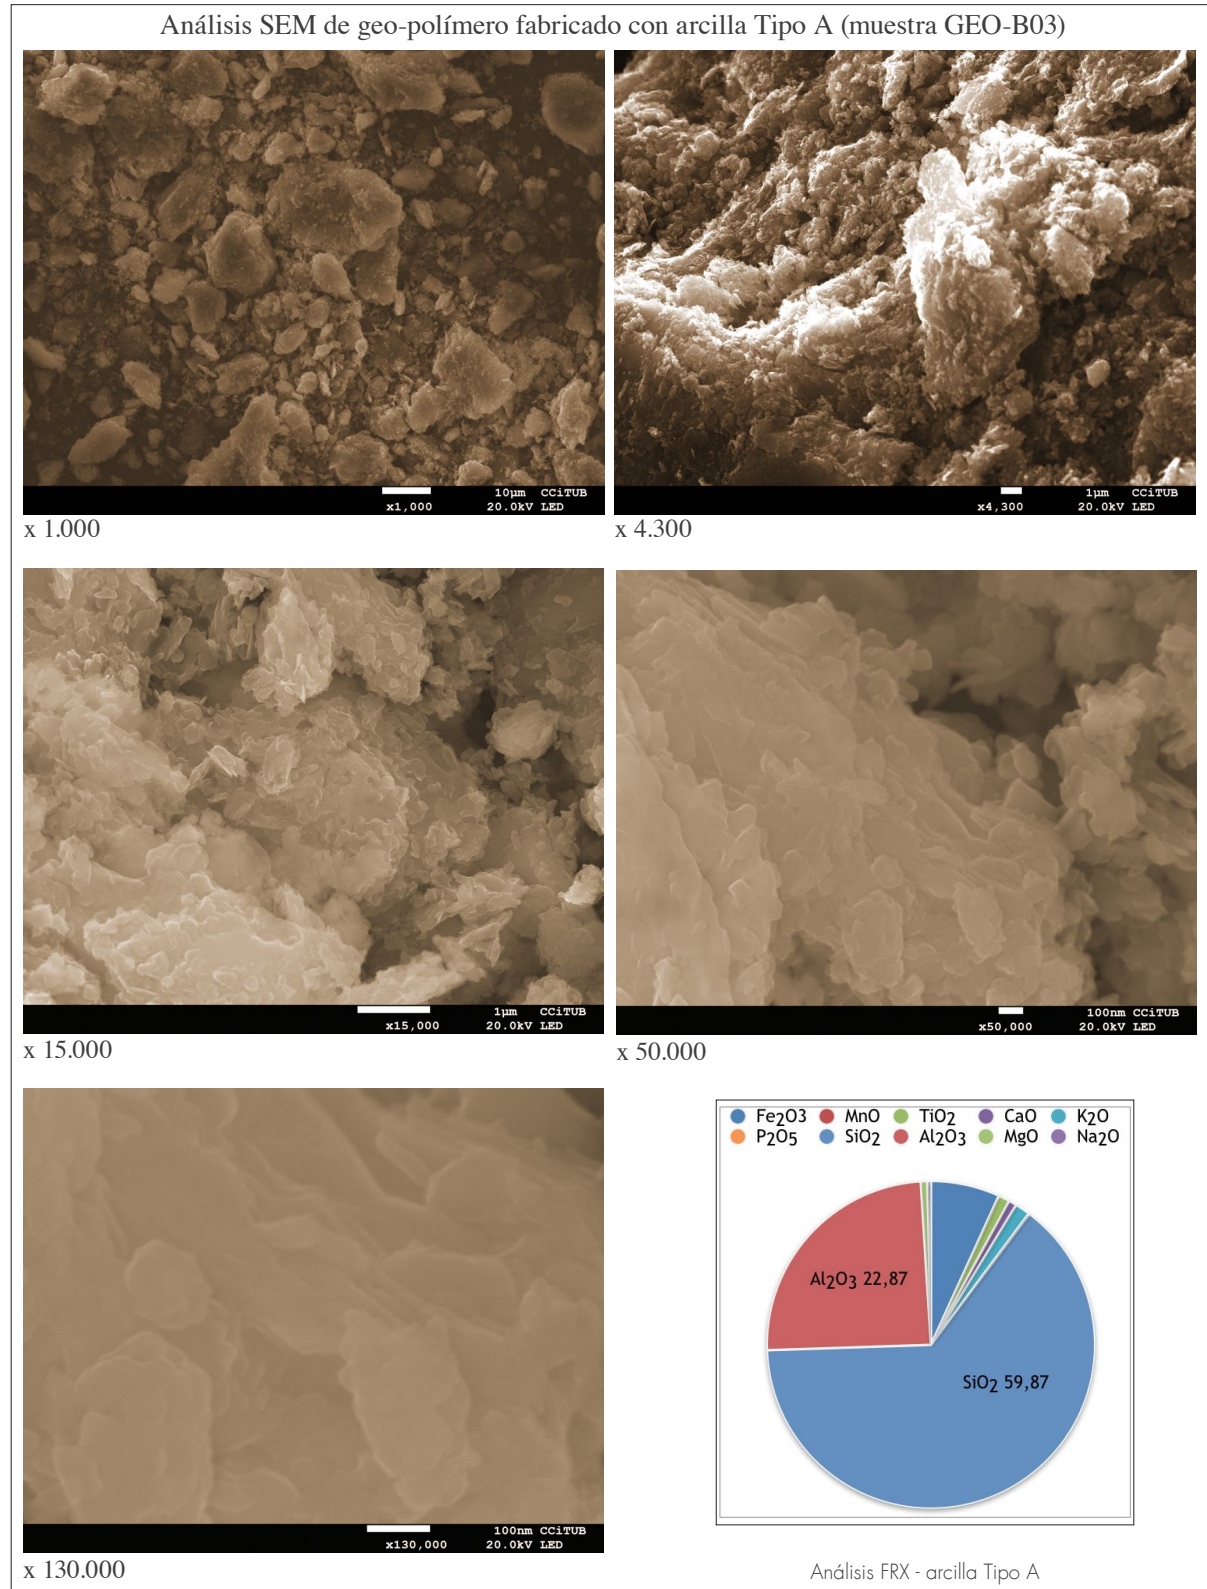 Análisis SEM de geo-polímero fabricado con arcilla Tipo A (muestra GEO-B03)
10µm CCiTUB
x1,000 20.0kV LED
x 1.000
1µm CCiTUB
x4,300 20.0kV LED
x 4.300
1µm CCiTUB
x15,000 20.0kV LED
x 15.000
100nm CCiTUB
x50,000 20.0kV LED
x 50.000
100nm CCiTUB
x130,000 20.0kV LED
x 130.000
Fe2O3 MnO TiO2 CaO K2O
P2O5 SiO2 Al2O3 MgO Na2O
Al2O3 22,87
SiO2 59,87
Análisis FRX - arcilla Tipo A